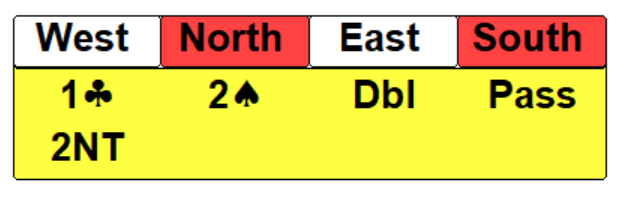 West North East South
1♣ 2♠ Dbl Pass
2NT